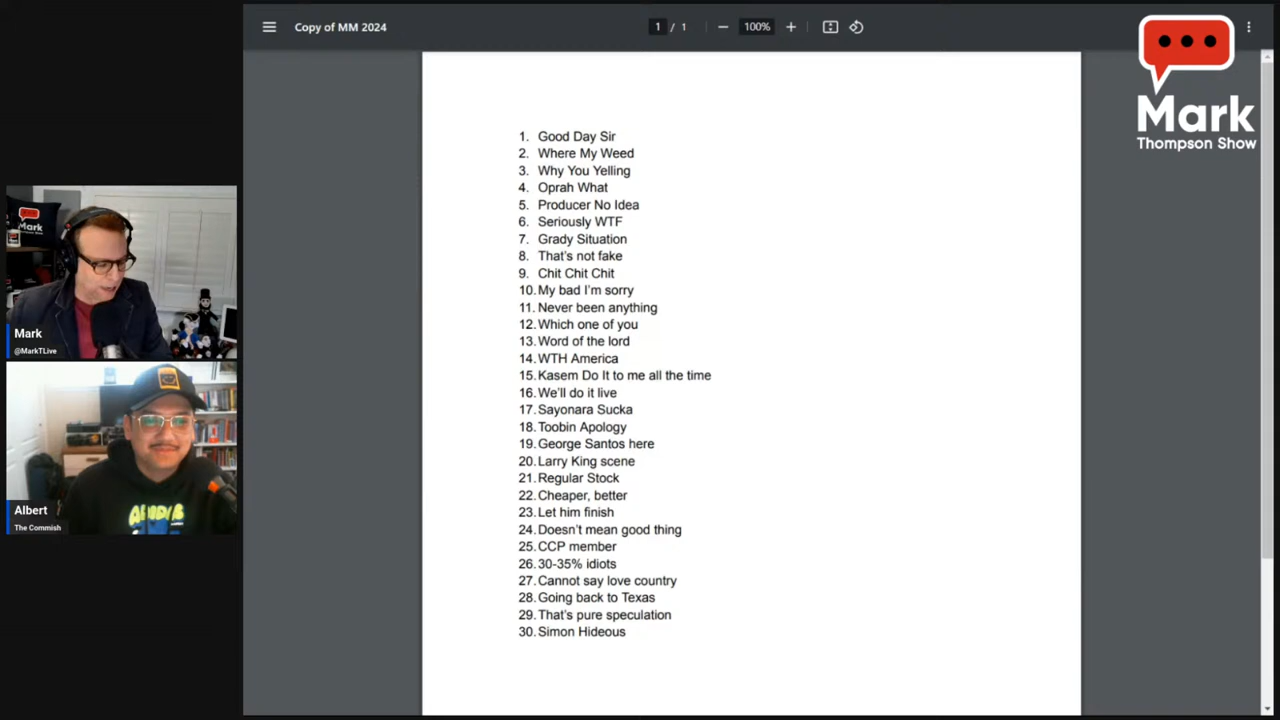 Copy of MM 2024
1 / 1
100%
Mark
Thompson Show
1. Good Day Sir
2. Where My Weed
3. Why You Yelling
4. Oprah What
5. Producer No Idea
6. Seriously WTF
7. Grady Situation
8. That's not fake
9. Chit Chit Chit
10. My bad I'm sorry
11. Never been anything
12. Which one of you
13. Word of the lord
14. WTH America
15. Kasem Do It to me all the time
16. We'll do it live
17. Sayonara Sucka
18. Toobin Apology
19. George Santos here
20. Larry King scene
21. Regular Stock
22. Cheaper, better
23. Let him finish
24. Doesn't mean good thing
25. CCP member
26. 30-35% idiots
27. Cannot say love country
28. Going back to Texas
29. That's pure speculation
30. Simon Hideous
Mark
Mark
@MarkTLive
Albert
The Commish